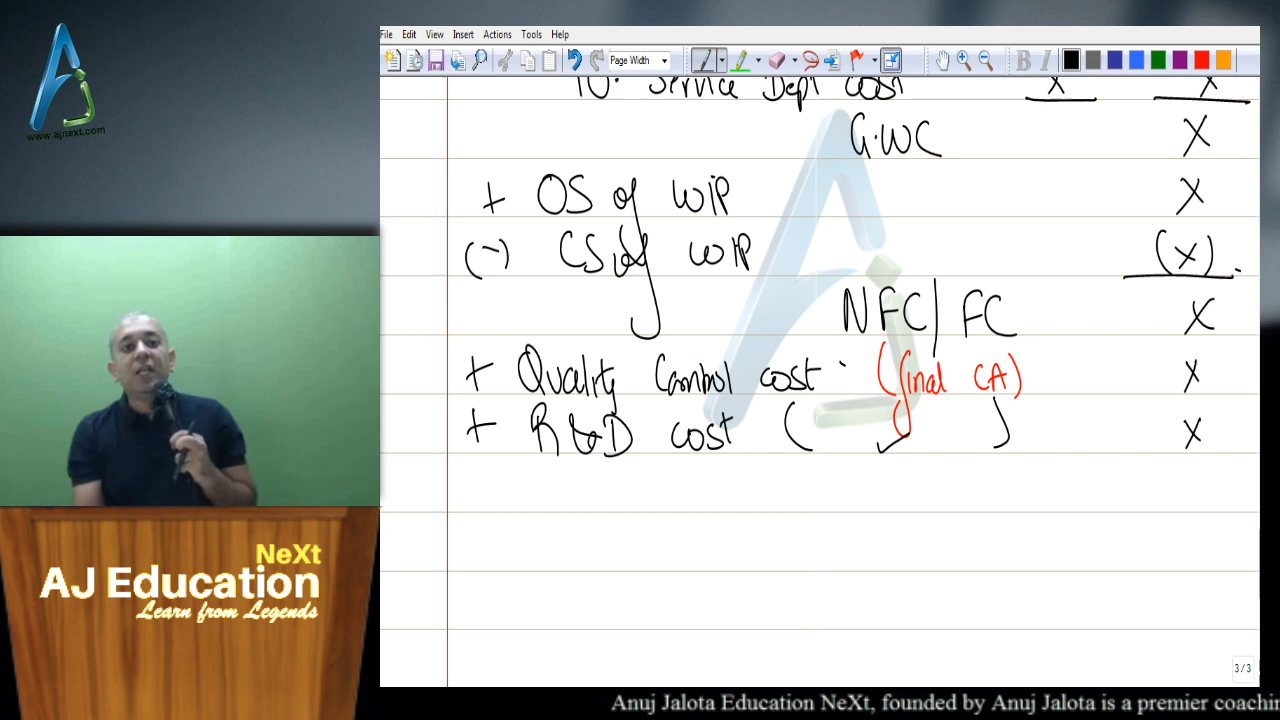 www.ajnext.com
File Edit View Insert Actions Tools Help
Page Width
10. Service Dept cost X X
G.WC X
+ OS of WIP X
(-) CS of WIP (X)
NFC | FC X
+ Quality Control cost (final CA) X
+ R&D cost ( " ) X
3/3
NeXt
AJ Education
Learn from Legends
Anuj Jalota Education NeXt, founded by Anuj Jalota is a premier coachin